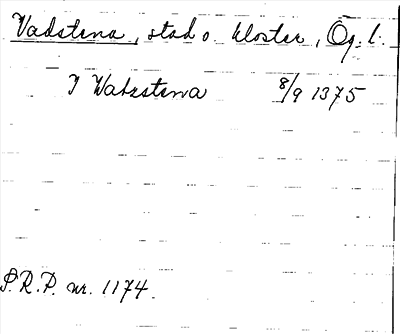 Vadstena, stad o. kloster, Ög. l.
I Watzstena 8/9 1375
S.R.P. nr. 1174.